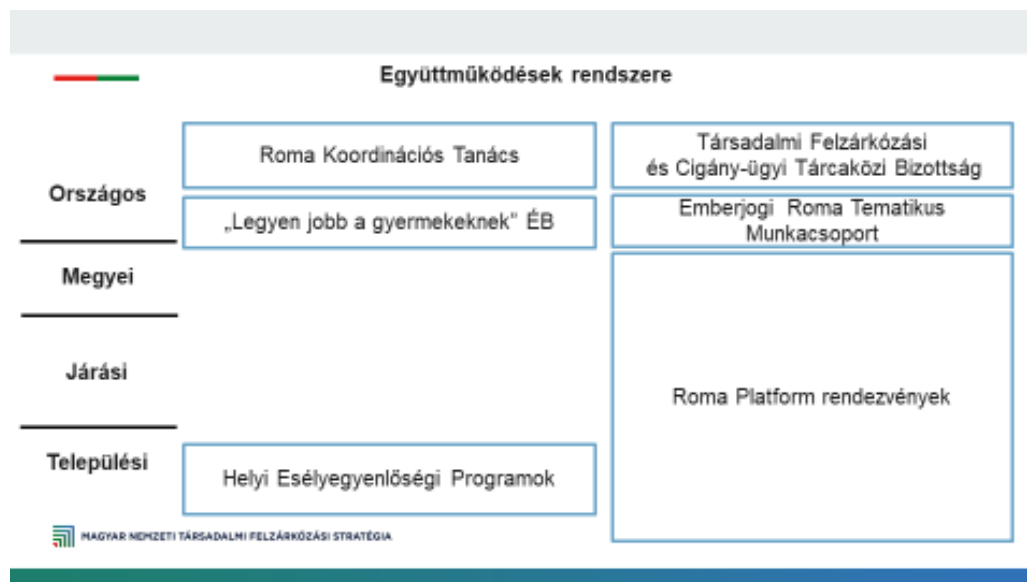 Együttműködések rendszere
Országos
Roma Koordinációs Tanács
Társadalmi Felzárkózási
és Cigány-ügyi Tárcaközi Bizottság
„Legyen jobb a gyermekeknek” ÉB
Emberjogi Roma Tematikus
Munkacsoport
Megyei
Járási
Roma Platform rendezvények
Települési
Helyi Esélyegyenlőségi Programok
MAGYAR NEMZETI TÁRSADALMI FELZÁRKÓZÁSI STRATÉGIA